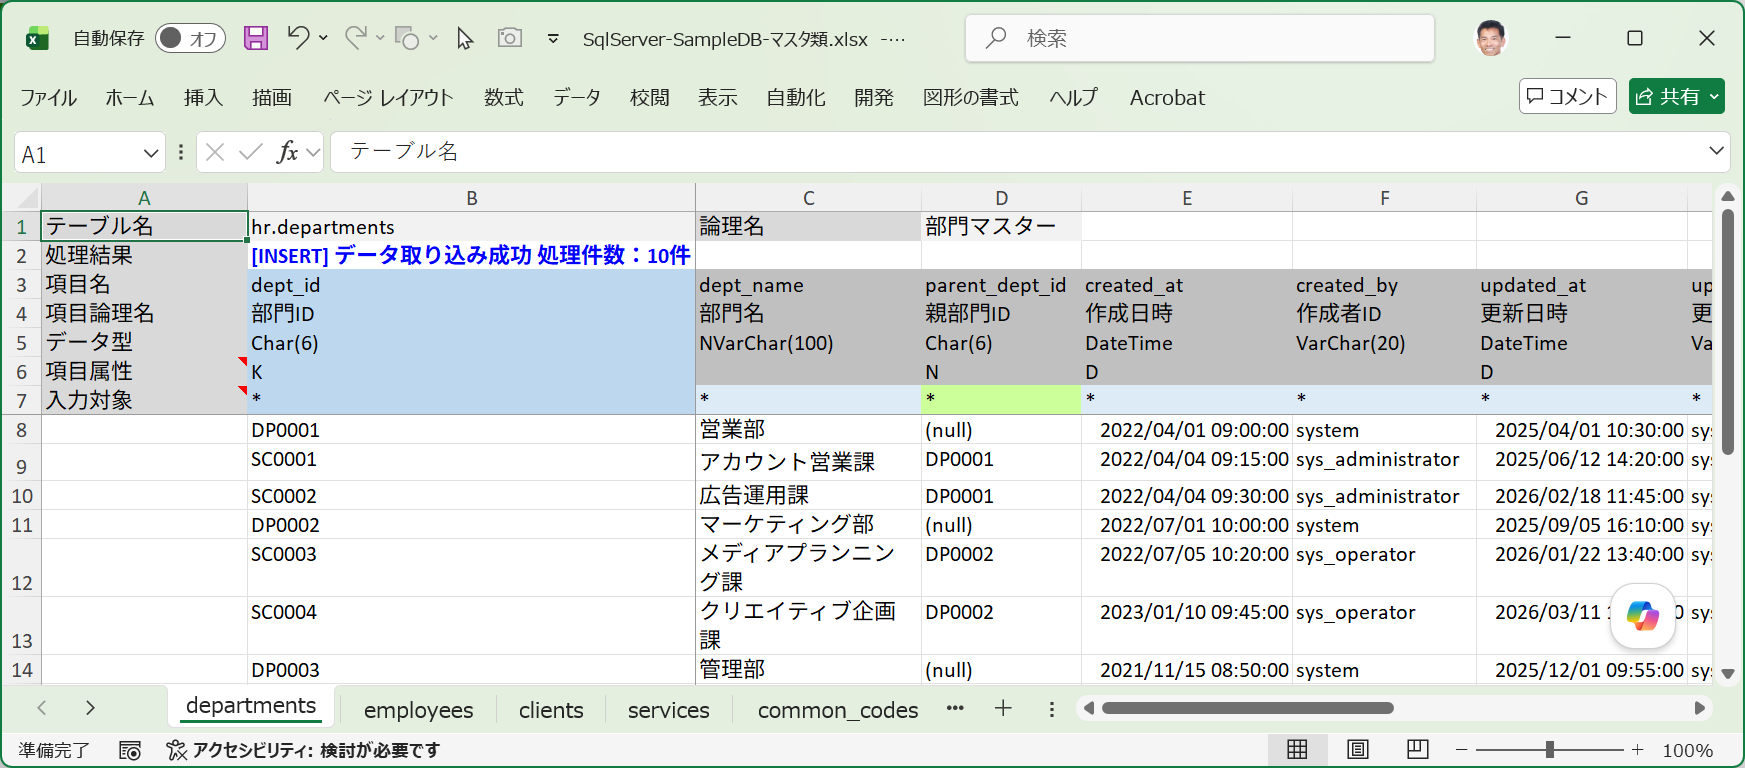 自動保存 オフ SqlServer-SampleDB-マスタ類.xlsx -… 検索
ファイル ホーム 挿入 描画 ページ レイアウト 数式 データ 校閲 表示 自動化 開発 図形の書式 ヘルプ Acrobat コメント 共有
A1 fx テーブル名
A B C D E F G
1 テーブル名 hr.departments 論理名 部門マスター
2 処理結果 [INSERT] データ取り込み成功 処理件数：10件
3 項目名 dept_id dept_name parent_dept_id created_at created_by updated_at up
4 項目論理名 部門ID 部門名 親部門ID 作成日時 作成者ID 更新日時 更
5 データ型 Char(6) NVarChar(100) Char(6) DateTime VarChar(20) DateTime Va
6 項目属性 K N D D
7 入力対象 * * * * * * *
8 DP0001 営業部 (null) 2022/04/01 09:00:00 system 2025/04/01 10:30:00 sy
9 SC0001 アカウント営業課 DP0001 2022/04/04 09:15:00 sys_administrator 2025/06/12 14:20:00 sy
10 SC0002 広告運用課 DP0001 2022/04/04 09:30:00 sys_administrator 2026/02/18 11:45:00 sy
11 DP0002 マーケティング部 (null) 2022/07/01 10:00:00 system 2025/09/05 16:10:00 sy
12 SC0003 メディアプランニン DP0002 2022/07/05 10:20:00 sys_operator 2026/01/22 13:40:00 sy
グ課
13 SC0004 クリエイティブ企画 DP0002 2023/01/10 09:45:00 sys_operator 2026/03/11 sy
課
14 DP0003 管理部 (null) 2021/11/15 08:50:00 system 2025/12/01 09:55:00 sy
departments employees clients services common_codes …
準備完了 アクセシビリティ: 検討が必要です 100%